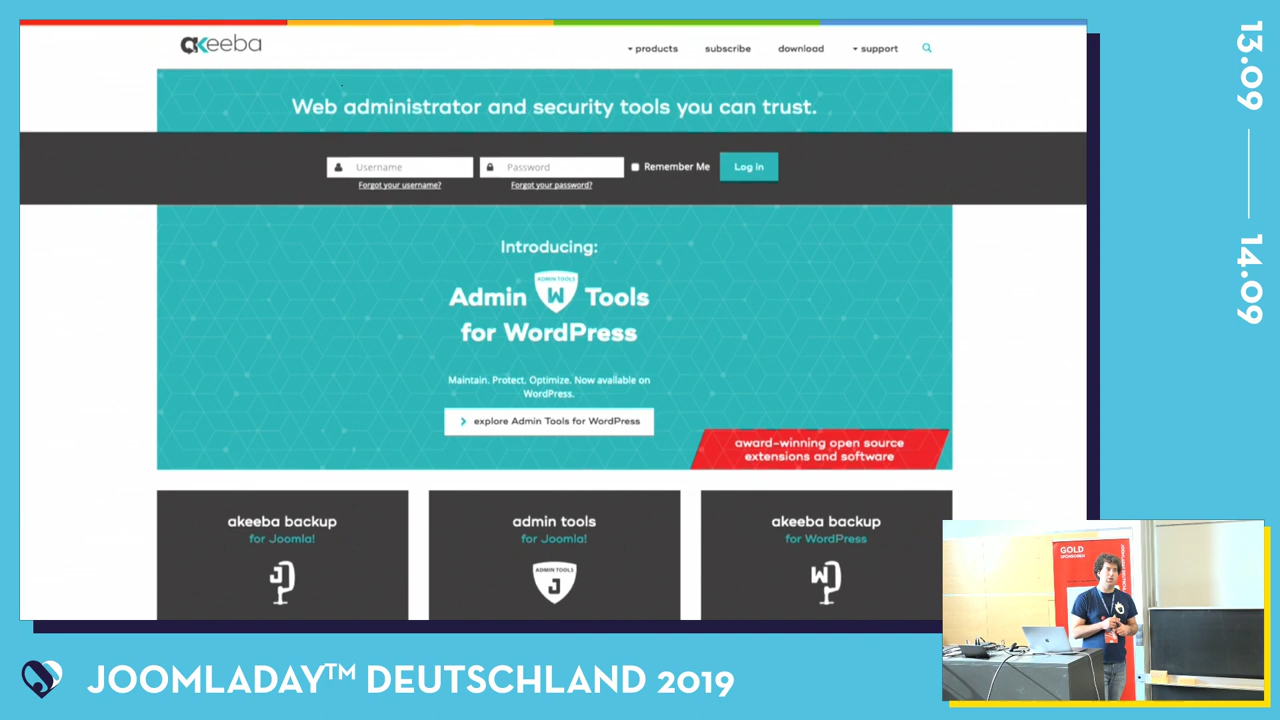 akeeba
products
subscribe
download
support
Web administrator and security tools you can trust.
Username
Password
Remember Me
Log in
Forgot your username?
Forgot your password?
Introducing:
Admin
ADMIN TOOLS
W
Tools
for WordPress
Maintain. Protect. Optimize. Now available on
WordPress.
explore Admin Tools for WordPress
award-winning open source
extensions and software
akeeba backup
for Joomla!
admin tools
for Joomla!
ADMIN TOOLS
J
akeeba backup
for WordPress
13.09
14.09
GOLD
JOOMLADAY™ DEUTSCHLAND 2019